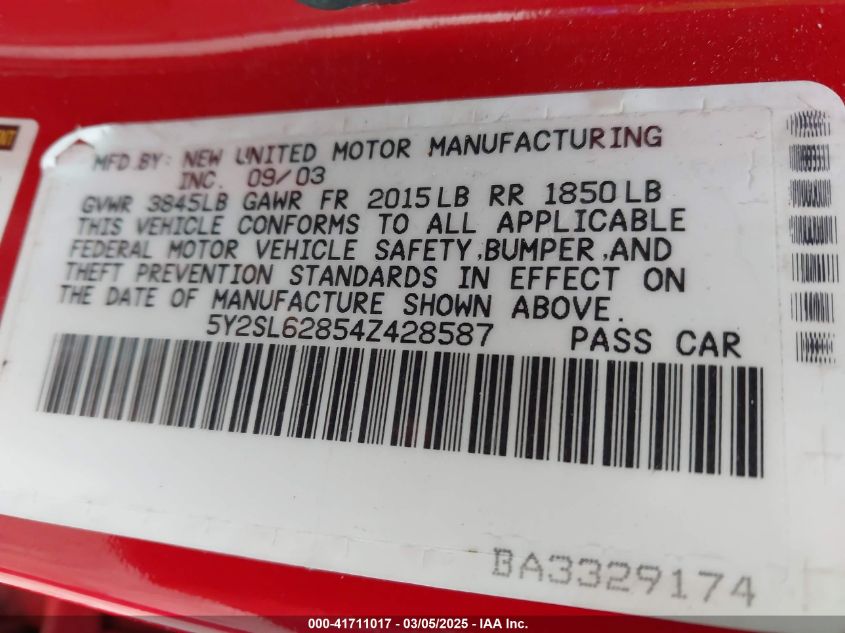 MFD.BY: NEW UNITED MOTOR MANUFACTURING
INC. 09/03
GVWR 3845LB GAWR FR 2015LB RR 1850LB
THIS VEHICLE CONFORMS TO ALL APPLICABLE
FEDERAL MOTOR VEHICLE SAFETY,BUMPER,AND
THEFT PREVENTION STANDARDS IN EFFECT ON
THE DATE OF MANUFACTURE SHOWN ABOVE.
5Y2SL62854Z428587 PASS CAR
BA3329174
000-41711017 - 03/05/2025 - IAA Inc.